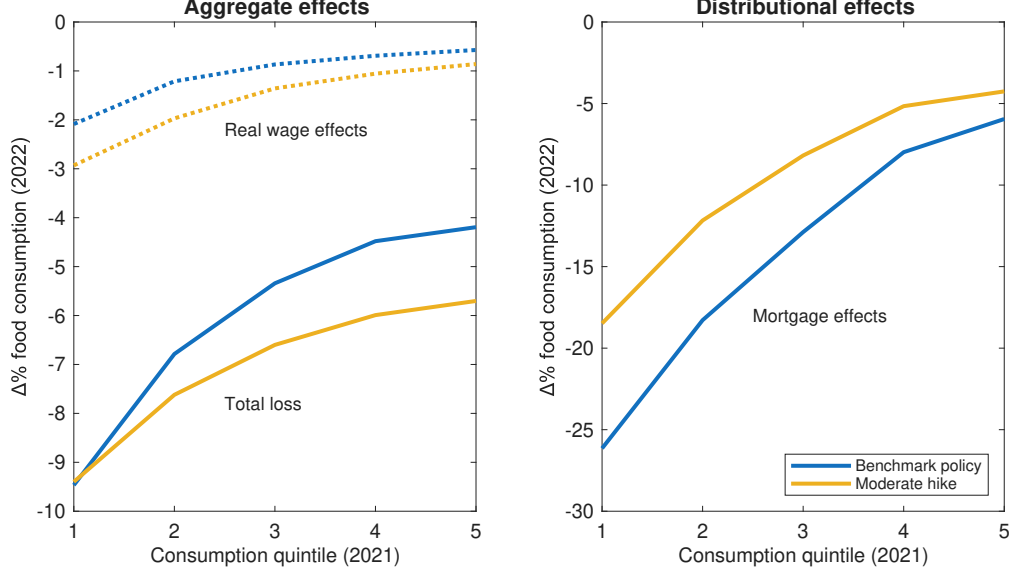 Aggregate effects
0
-1
-2
-3
-4
-5
-6
-7
-8
-9
-10
1
2
3
4
5
Δ% food consumption (2022)
Consumption quintile (2021)
Real wage effects
Total loss
Distributional effects
0
-5
-10
-15
-20
-25
-30
1
2
3
4
5
Δ% food consumption (2022)
Consumption quintile (2021)
Mortgage effects
Benchmark policy
Moderate hike